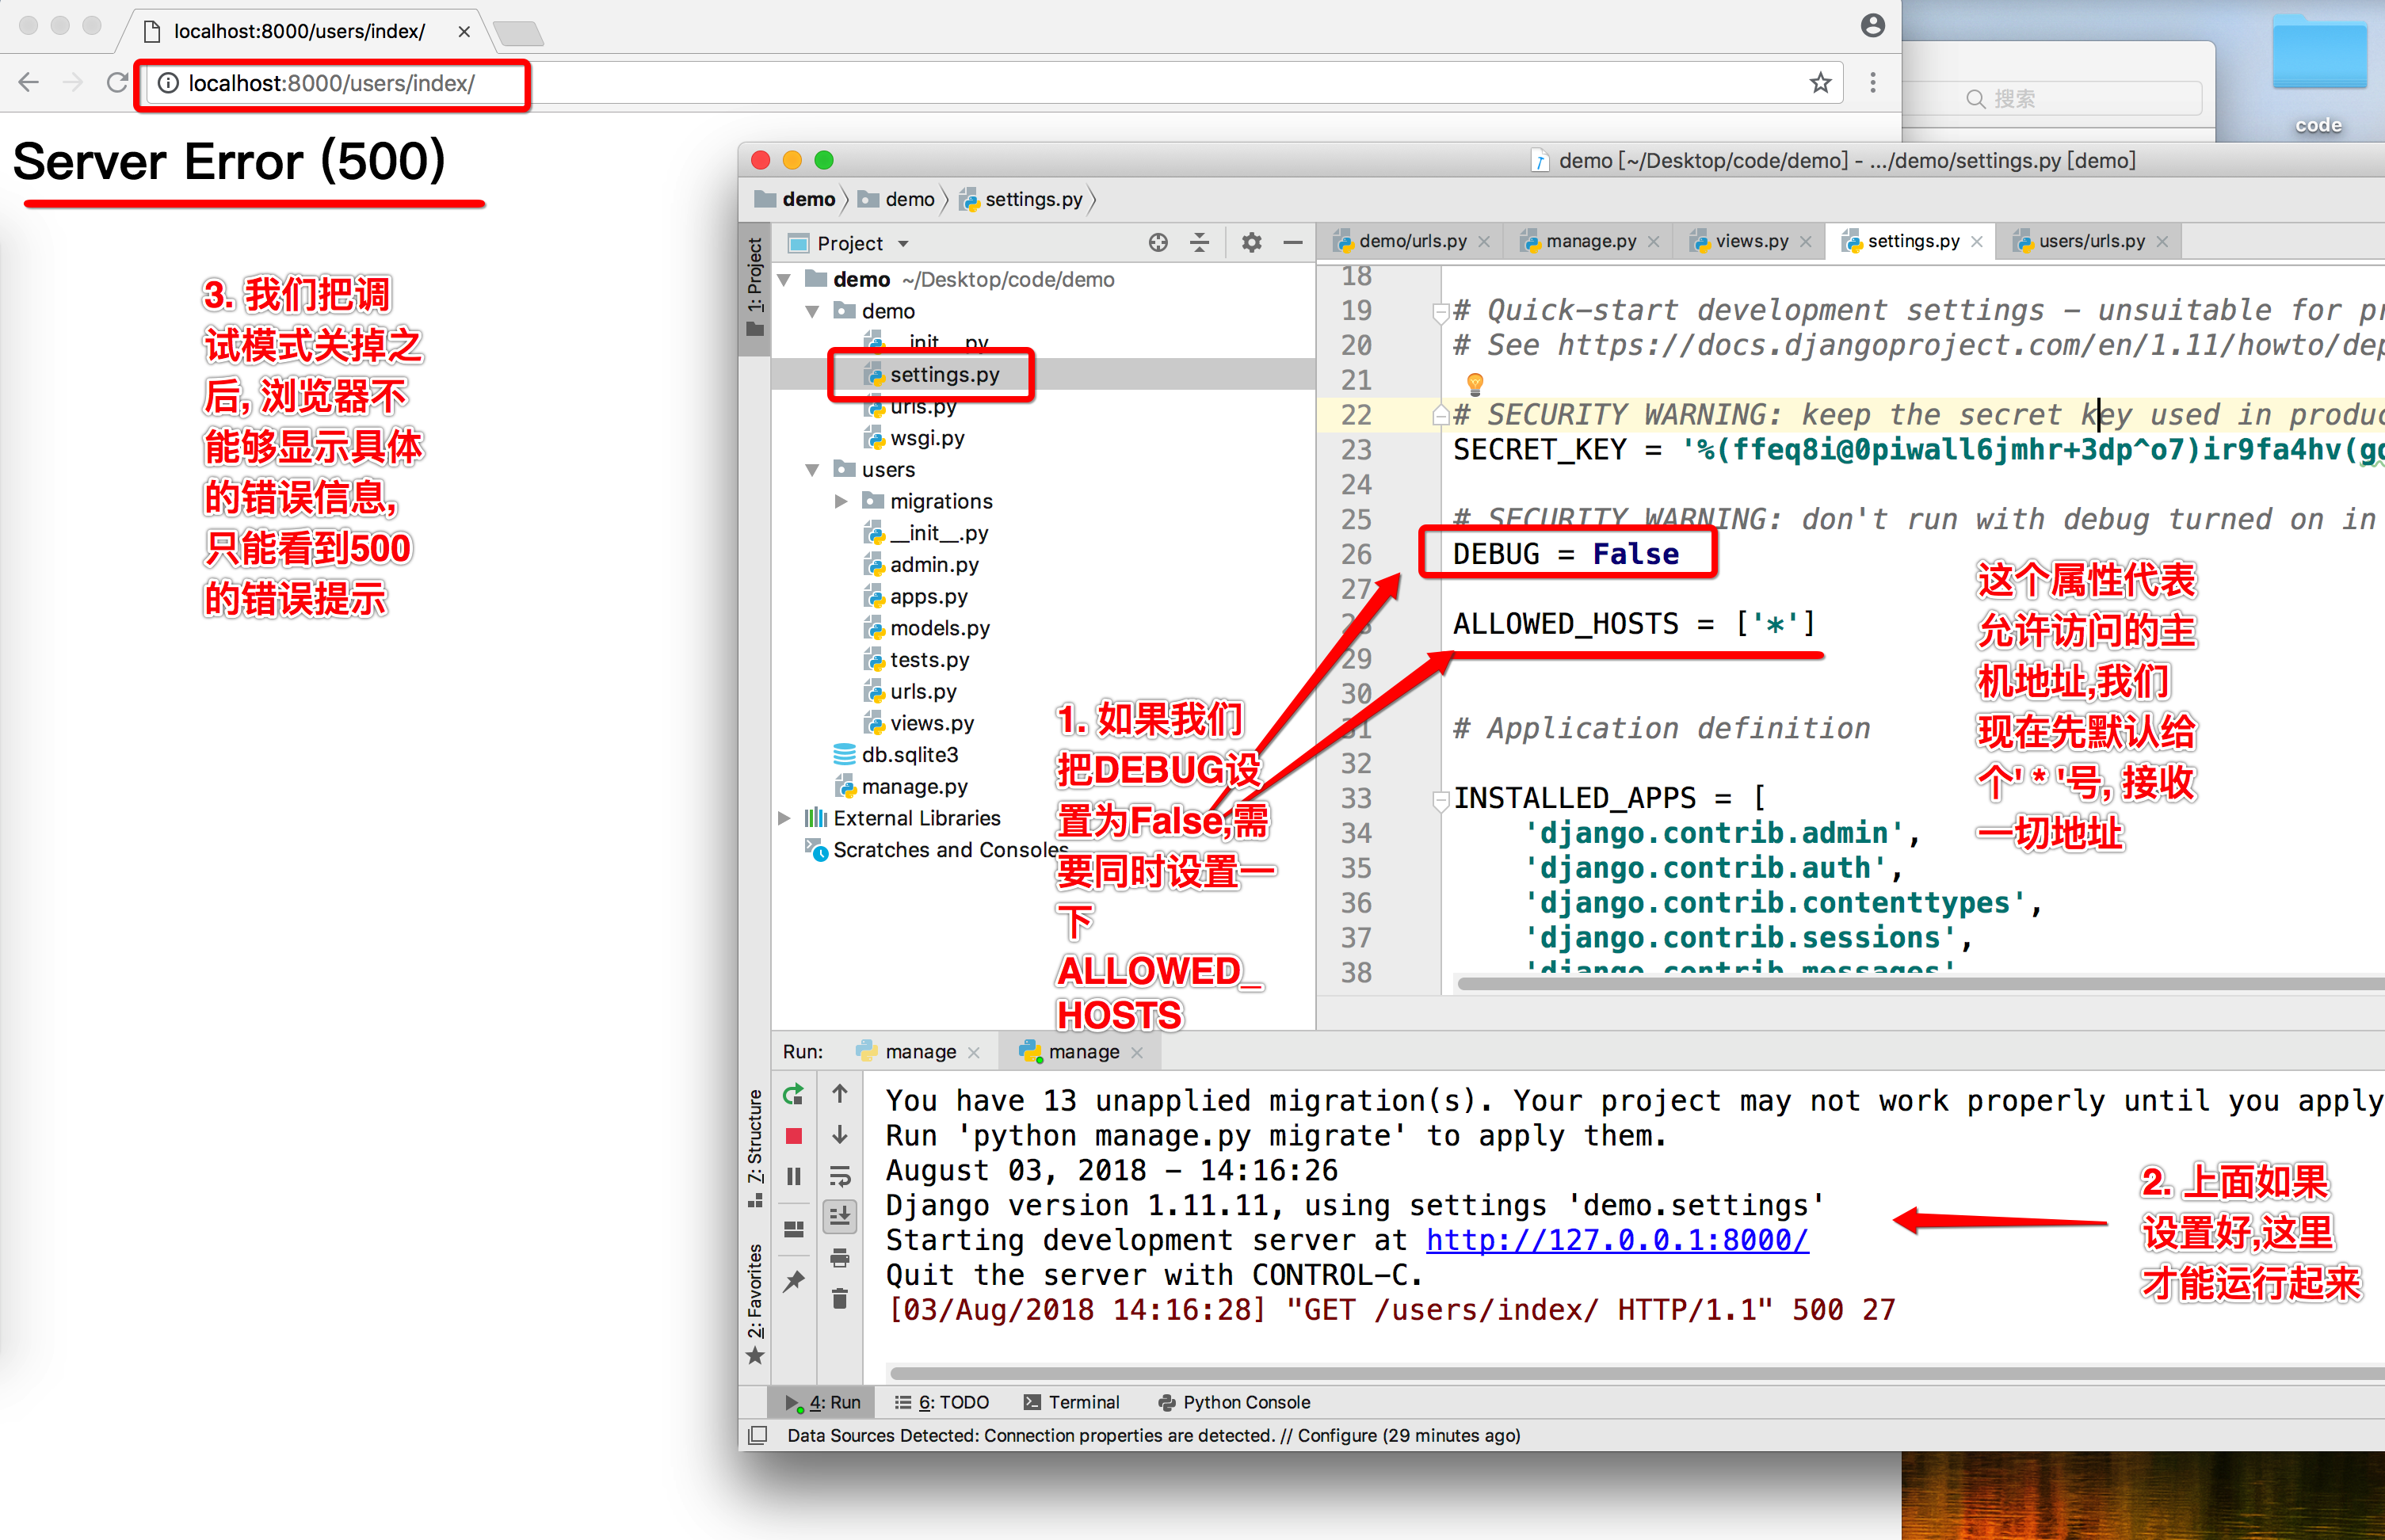 localhost:8000/users/index/
localhost:8000/users/index/
搜索
code
Server Error (500)
3. 我们把调
试模式关掉之
后, 浏览器不
能够显示具体
的错误信息,
只能看到500
的错误提示
demo [~/Desktop/code/demo] - .../demo/settings.py [demo]
demo
demo
settings.py
1: Project
Project
demo ~/Desktop/code/demo
demo
__init__.py
settings.py
urls.py
wsgi.py
users
migrations
__init__.py
admin.py
apps.py
models.py
tests.py
urls.py
views.py
db.sqlite3
manage.py
External Libraries
Scratches and Consoles
demo/urls.py
manage.py
views.py
settings.py
users/urls.py
18
19 # Quick-start development settings - unsuitable for pr
20 # See https://docs.djangoproject.com/en/1.11/howto/dep
21
22 # SECURITY WARNING: keep the secret key used in produc
23 SECRET_KEY = '%(ffeq8i@0piwall6jmhr+3dp^o7)ir9fa4hv(gd
24
25 # SECURITY WARNING: don't run with debug turned on in
26 DEBUG = False
27
28 ALLOWED_HOSTS = ['*']
29
30
31 # Application definition
32
33 INSTALLED_APPS = [
34 'django.contrib.admin',
35 'django.contrib.auth',
36 'django.contrib.contenttypes',
37 'django.contrib.sessions',
38 'django.contrib.messages'
1. 如果我们
把DEBUG设
置为False,需
要同时设置一
下
ALLOWED_
HOSTS
这个属性代表
允许访问的主
机地址,我们
现在先默认给
个' * '号, 接收
一切地址
Run:
manage
manage
7: Structure
2: Favorites
You have 13 unapplied migration(s). Your project may not work properly until you apply
Run 'python manage.py migrate' to apply them.
August 03, 2018 - 14:16:26
Django version 1.11.11, using settings 'demo.settings'
Starting development server at http://127.0.0.1:8000/
Quit the server with CONTROL-C.
[03/Aug/2018 14:16:28] "GET /users/index/ HTTP/1.1" 500 27
2. 上面如果
设置好,这里
才能运行起来
4: Run
6: TODO
Terminal
Python Console
Data Sources Detected: Connection properties are detected. // Configure (29 minutes ago)